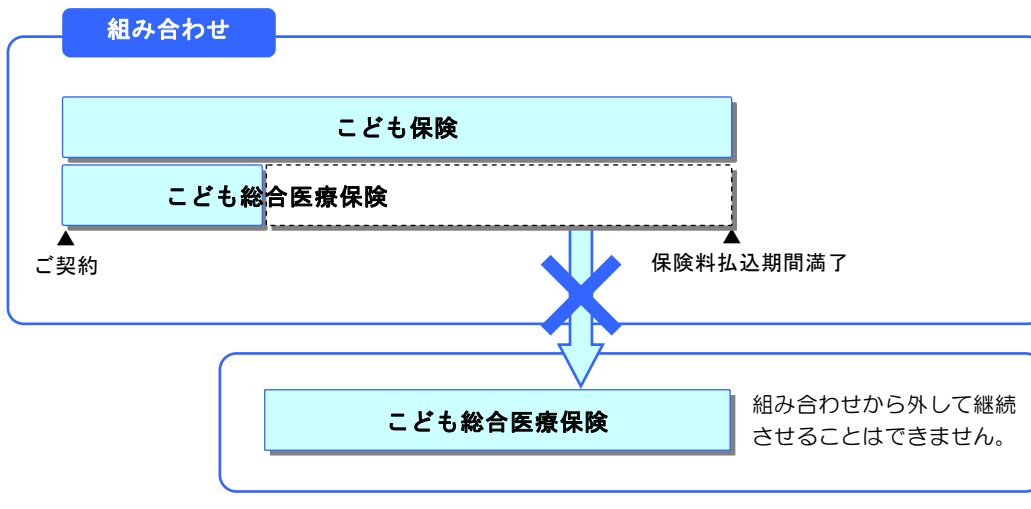 組み合わせ
こども保険
こども総合医療保険
▲
ご契約
▲
保険料払込期間満了
こども総合医療保険
組み合わせから外して継続
させることはできません。